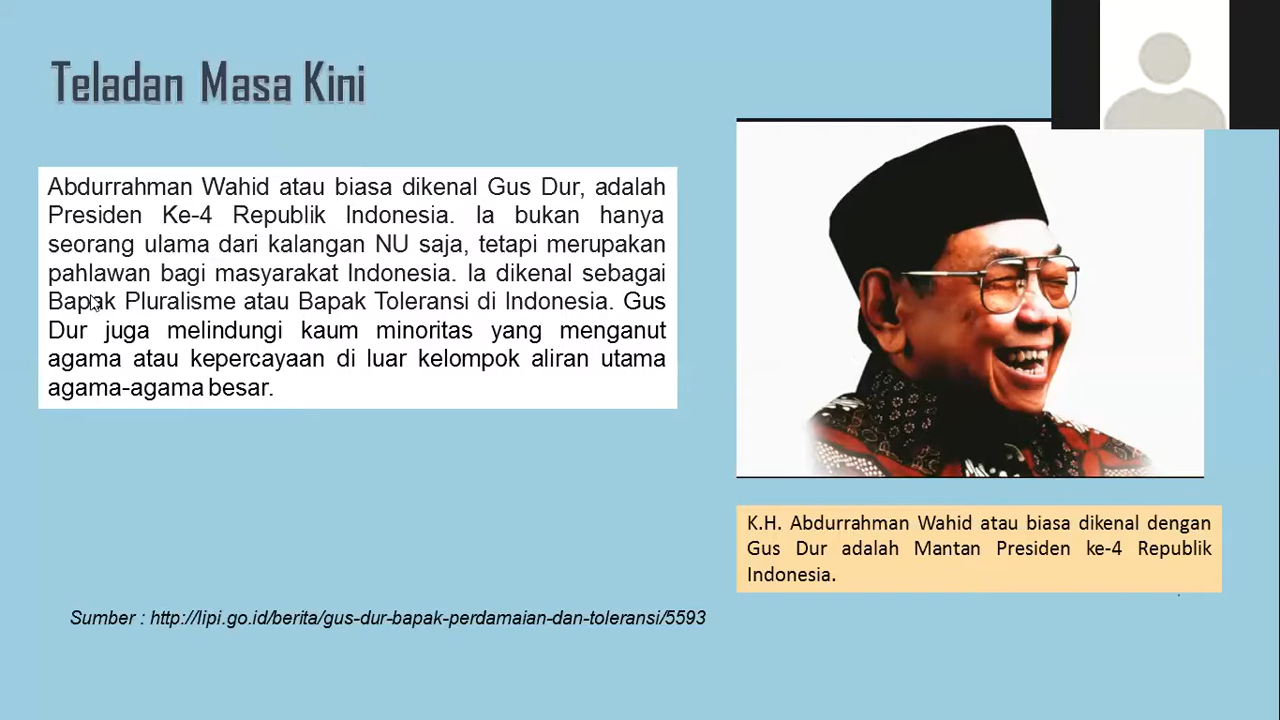 Teladan Masa Kini
Abdurrahman Wahid atau biasa dikenal Gus Dur, adalah
Presiden Ke-4 Republik Indonesia. Ia bukan hanya
seorang ulama dari kalangan NU saja, tetapi merupakan
pahlawan bagi masyarakat Indonesia. Ia dikenal sebagai
Bapak Pluralisme atau Bapak Toleransi di Indonesia. Gus
Dur juga melindungi kaum minoritas yang menganut
agama atau kepercayaan di luar kelompok aliran utama
agama-agama besar.
K.H. Abdurrahman Wahid atau biasa dikenal dengan
Gus Dur adalah Mantan Presiden ke-4 Republik
Indonesia.
Sumber : http://lipi.go.id/berita/gus-dur-bapak-perdamaian-dan-toleransi/5593